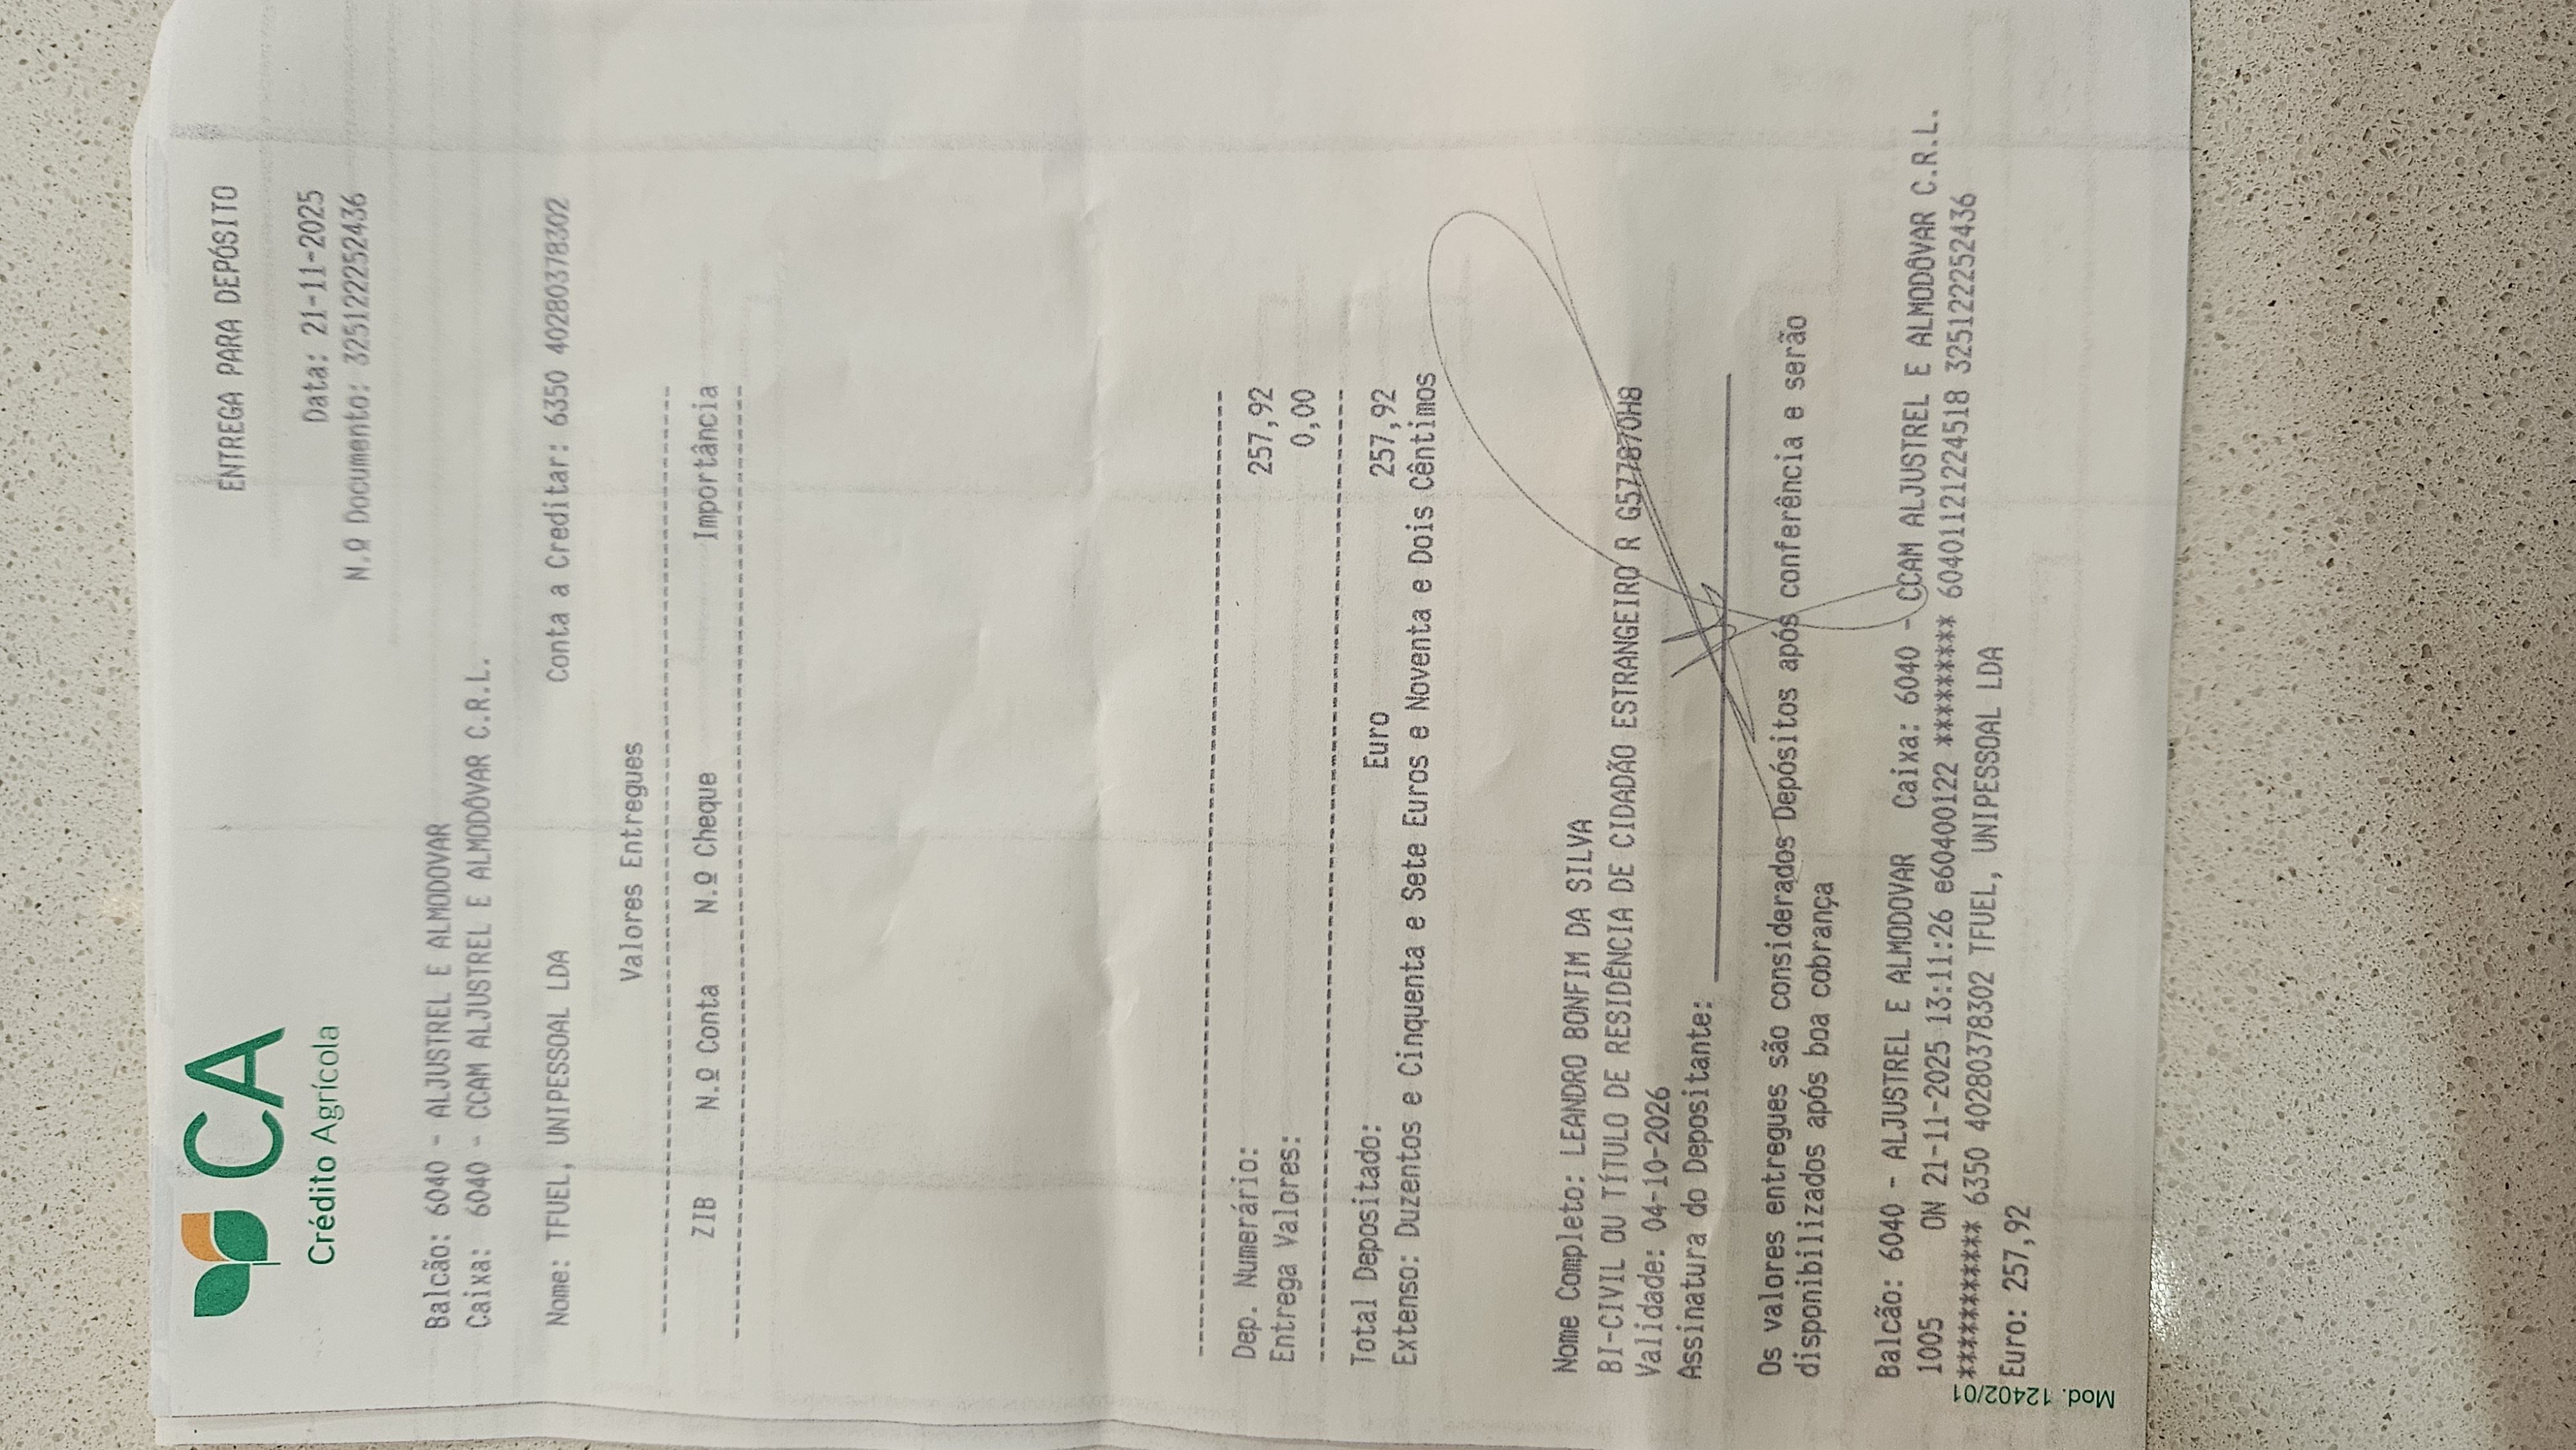 CA
Crédito Agrícola
ENTREGA PARA DEPÓSITO
Data: 21-11-2025
N.º Documento: 325122252436
Balcão: 6040 - ALJUSTREL E ALMODOVAR
Caixa: 6040 - CCAM ALJUSTREL E ALMODÔVAR C.R.L.
Nome: TFUEL, UNIPESSOAL LDA Conta a Creditar: 6350 40280378302
Valores Entregues
ZIB N.º Conta N.º Cheque Importância
Dep. Numerário: 257,92
Entrega Valores: 0,00
Total Depositado: Euro 257,92
Extenso: Duzentos e Cinquenta e Sete Euros e Noventa e Dois Cêntimos
Nome Completo: LEANDRO BONFIM DA SILVA
BI-CIVIL OU TÍTULO DE RESIDÊNCIA DE CIDADÃO ESTRANGEIRO R G577870H8
Validade: 04-10-2026
Assinatura do Depositante:
Os valores entregues são considerados Depósitos após conferência e serão
disponibilizados após boa cobrança
Balcão: 6040 - ALJUSTREL E ALMODOVAR Caixa: 6040 - CCAM ALJUSTREL E ALMODÔVAR C.R.L.
1005 ON 21-11-2025 13:11:26 e60400122 ********* 604011212224518 325122252436
*********** 6350 40280378302 TFUEL, UNIPESSOAL LDA
Euro: 257,92
Mod. 12402/01